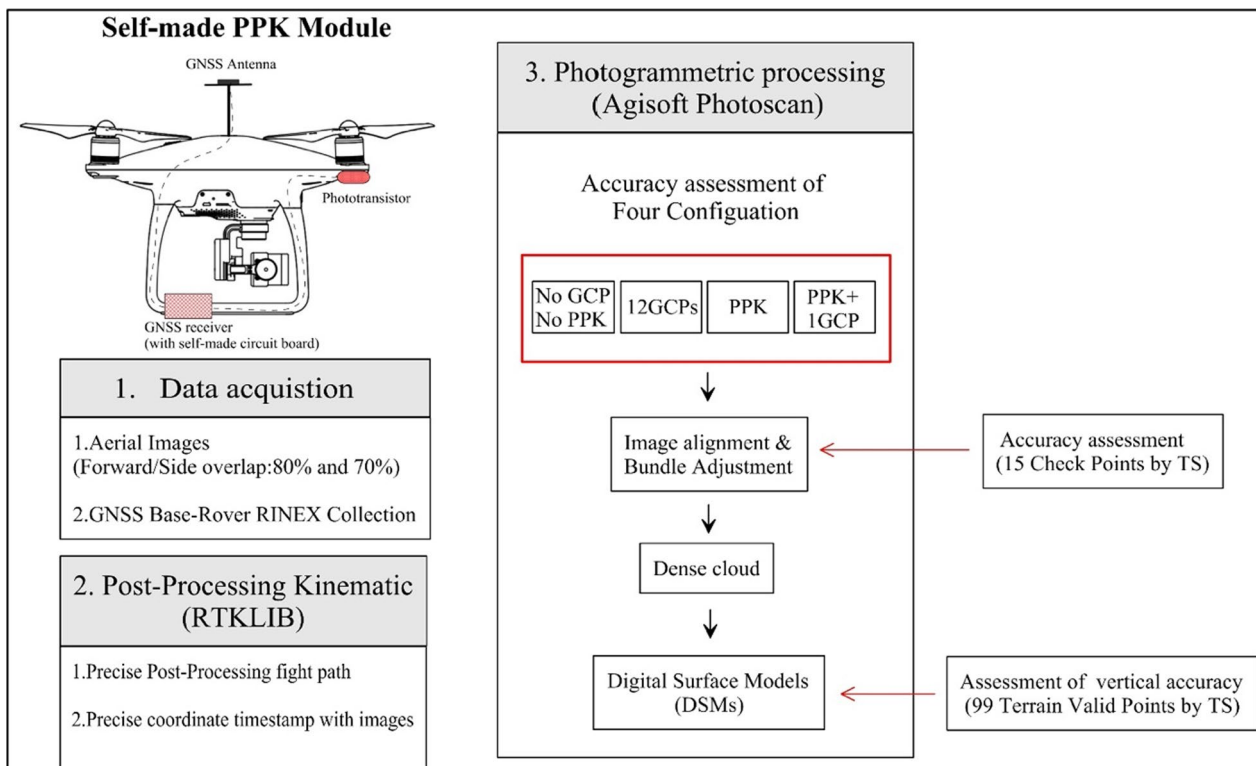 Self-made PPK Module
GNSS Antenna
Phototransistor
GNSS receiver
(with self-made circuit board)
1. Data acquistion
1.Aerial Images
(Forward/Side overlap:80% and 70%)
2.GNSS Base-Rover RINEX Collection
2. Post-Processing Kinematic
(RTKLIB)
1.Precise Post-Processing fight path
2.Precise coordinate timestamp with images
3. Photogrammetric processing
(Agisoft Photoscan)
Accuracy assessment of
Four Configuation
No GCP
No PPK
12GCPs
PPK
PPK+
1GCP
Image alignment &
Bundle Adjustment
Accuracy assessment
(15 Check Points by TS)
Dense cloud
Digital Surface Models
(DSMs)
Assessment of vertical accuracy
(99 Terrain Valid Points by TS)